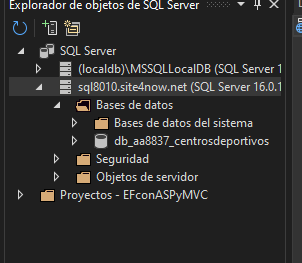 Explorador de objetos de SQL Server
SQL Server
(localdb)\MSSQLLocalDB (SQL Server 1
sql8010.site4now.net (SQL Server 16.0.1
Bases de datos
Bases de datos del sistema
db_aa8837_centrosdeportivos
Seguridad
Objetos de servidor
Proyectos - EFconASPyMVC